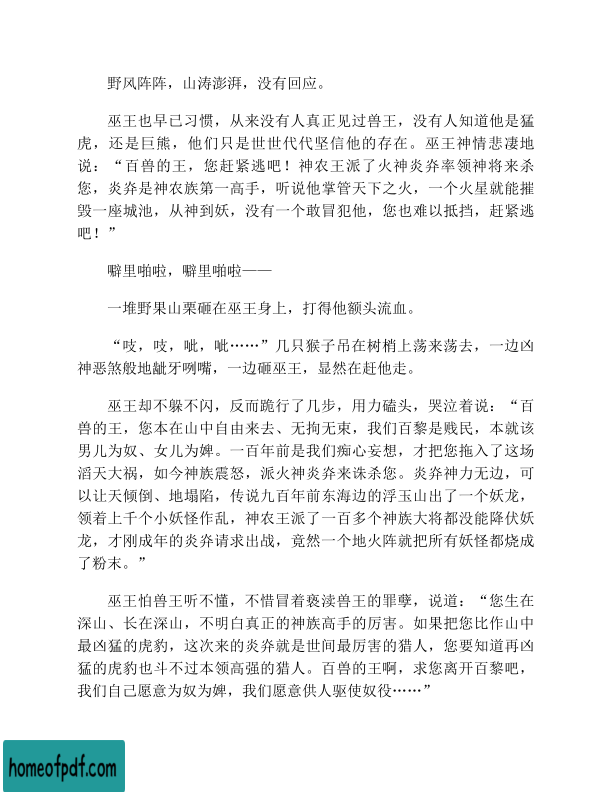 野风阵阵，山涛澎湃，没有回应。
巫王也早已习惯，从来没有人真正见过兽王，没有人知道他是猛
虎，还是巨熊，他们只是世世代代坚信他的存在。巫王神情悲凄地
说：“百兽的王，您赶紧逃吧！神农王派了火神炎灷率领神将来杀
您，炎灷是神农族第一高手，听说他掌管天下之火，一个火星就能摧
毁一座城池，从神到妖，没有一个敢冒犯他，您也难以抵挡，赶紧逃
吧！”
噼里啪啦，噼里啪啦——
一堆野果山栗砸在巫王身上，打得他额头流血。
“吱，吱，呲，呲……”几只猴子吊在树梢上荡来荡去，一边凶
神恶煞般地龇牙咧嘴，一边砸巫王，显然在赶他走。
巫王却不躲不闪，反而跪行了几步，用力磕头，哭泣着说：“百
兽的王，您本在山中自由来去、无拘无束，我们百黎是贱民，本就该
男儿为奴、女儿为婢。一百年前是我们痴心妄想，才把您拖入了这场
滔天大祸，如今神族震怒，派火神炎灷来诛杀您。炎灷神力无边，可
以让天倾倒、地塌陷，传说九百年前东海边的浮玉山出了一个妖龙，
领着上千个小妖怪作乱，神农王派了一百多个神族大将都没能降伏妖
龙，才刚成年的炎灷请求出战，竟然一个地火阵就把所有妖怪都烧成
了粉末。”
巫王怕兽王听不懂，不惜冒着亵渎兽王的罪孽，说道：“您生在
深山、长在深山，不明白真正的神族高手的厉害。如果把您比作山中
最凶猛的虎豹，这次来的炎灷就是世间最厉害的猎人，您要知道再凶
猛的虎豹也斗不过本领高强的猎人。百兽的王啊，求您离开百黎吧，
我们自己愿意为奴为婢，我们愿意供人驱使奴役……”
homeofpdf.com